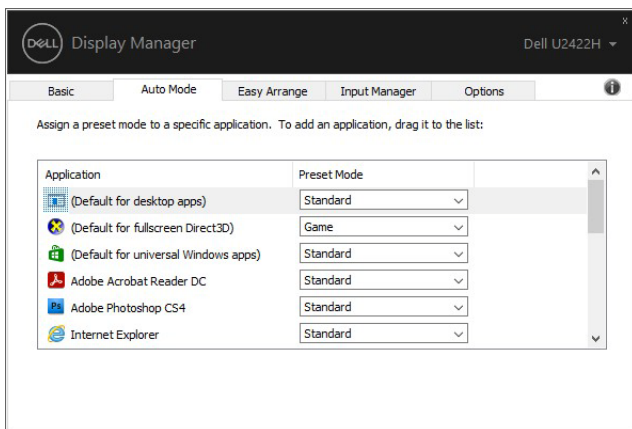 x
DELL Display Manager Dell U2422H
Basic Auto Mode Easy Arrange Input Manager Options
Assign a preset mode to a specific application. To add an application, drag it to the list:
Application Preset Mode
(Default for desktop apps) Standard
(Default for fullscreen Direct3D) Game
(Default for universal Windows apps) Standard
Adobe Acrobat Reader DC Standard
Ps Adobe Photoshop CS4 Standard
Internet Explorer Standard